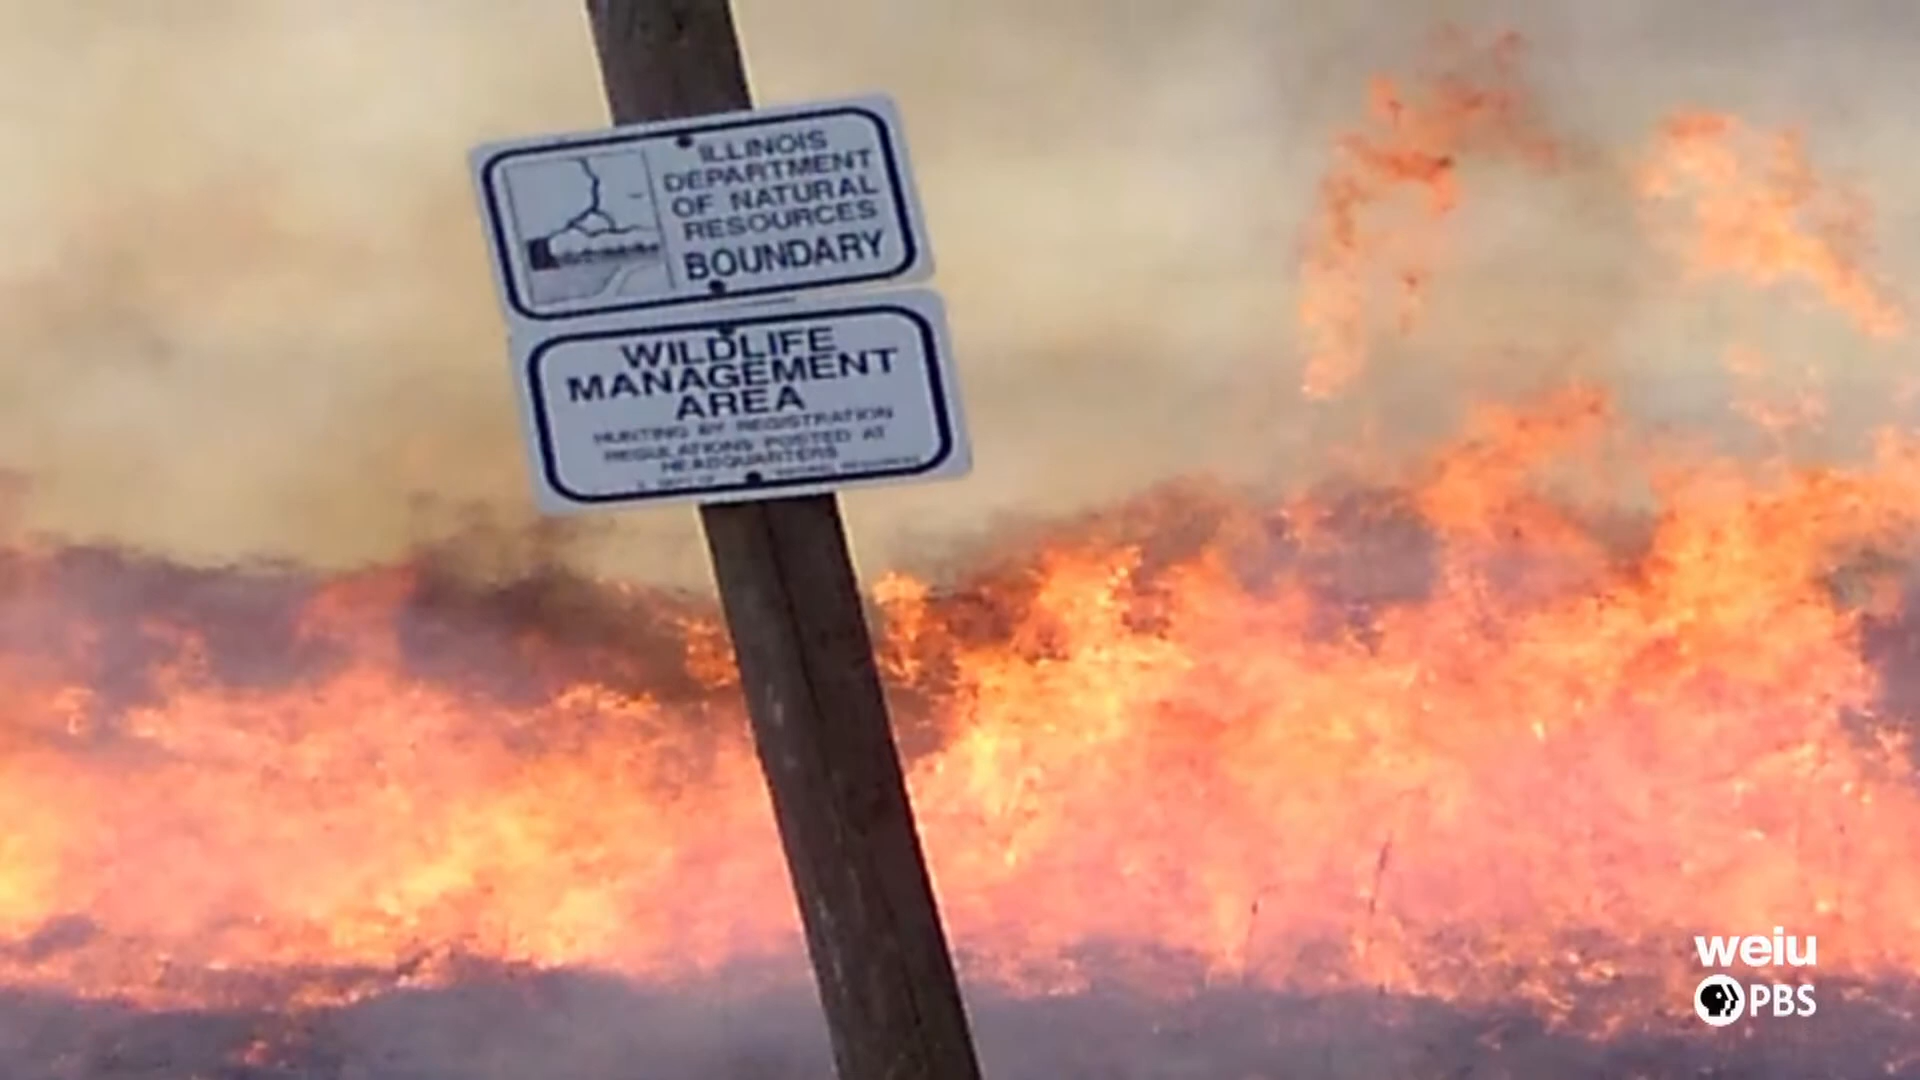 ILLINOIS
DEPARTMENT
OF NATURAL
RESOURCES
BOUNDARY
WILDLIFE
MANAGEMENT
AREA
HUNTING BY REGISTRATION
REGULATIONS POSTED AT
HEADQUARTERS
weiu
PBS